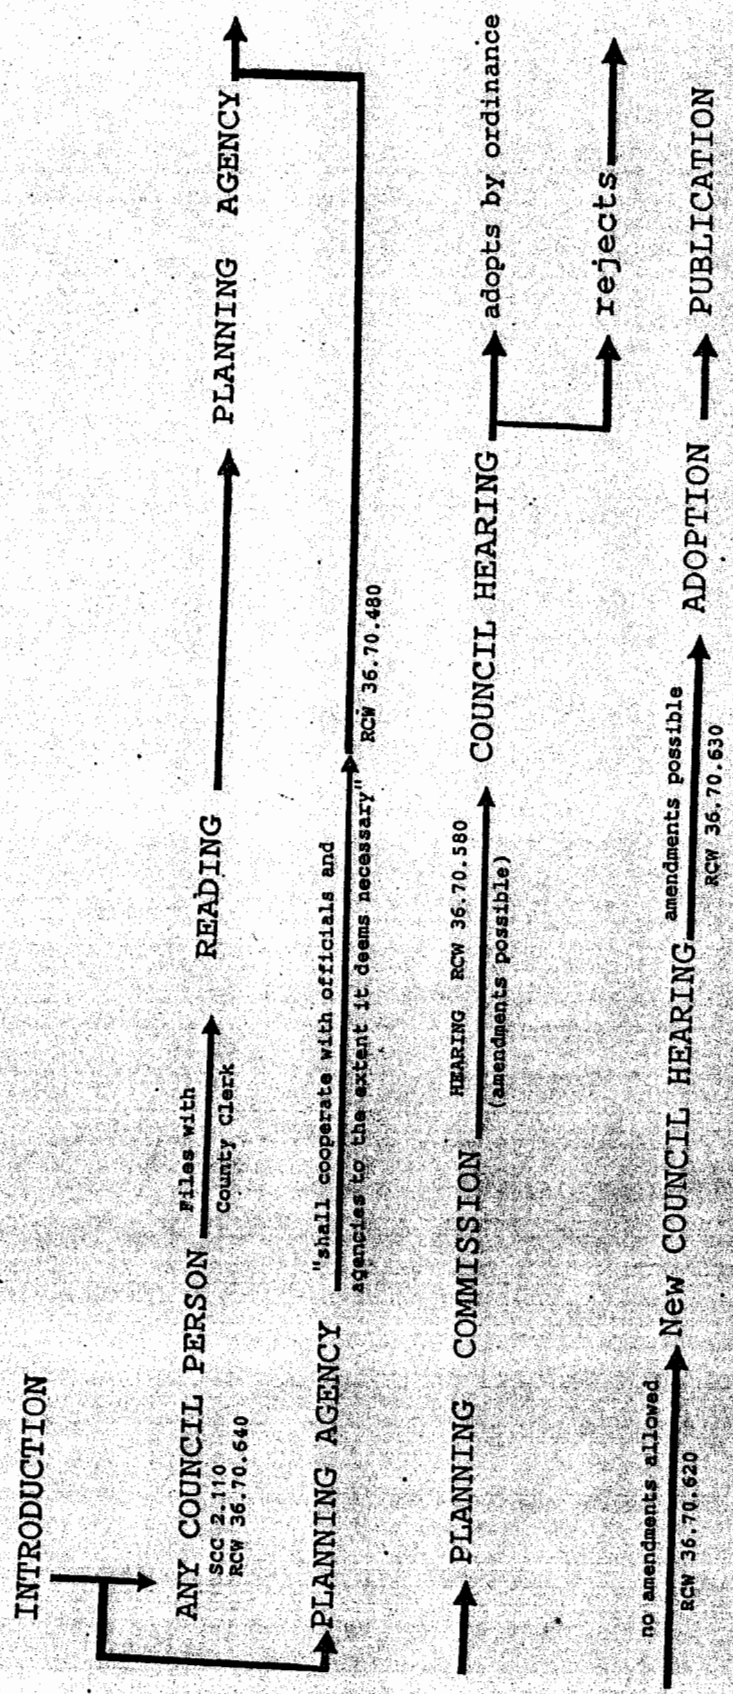 INTRODUCTION
ANY COUNCIL PERSON
SCC 2.110
RCW 36.70.640
Files with
County Clerk
READING
PLANNING AGENCY
PLANNING AGENCY
"shall cooperate with officials and
agencies to the extent it deems necessary"
RCW 36.70.480
PLANNING COMMISSION
HEARING RCW 36.70.580
(amendments possible)
COUNCIL HEARING
adopts by ordinance
rejects
no amendments allowed
RCW 36.70.620
New COUNCIL HEARING
amendments possible
RCW 36.70.630
ADOPTION
PUBLICATION